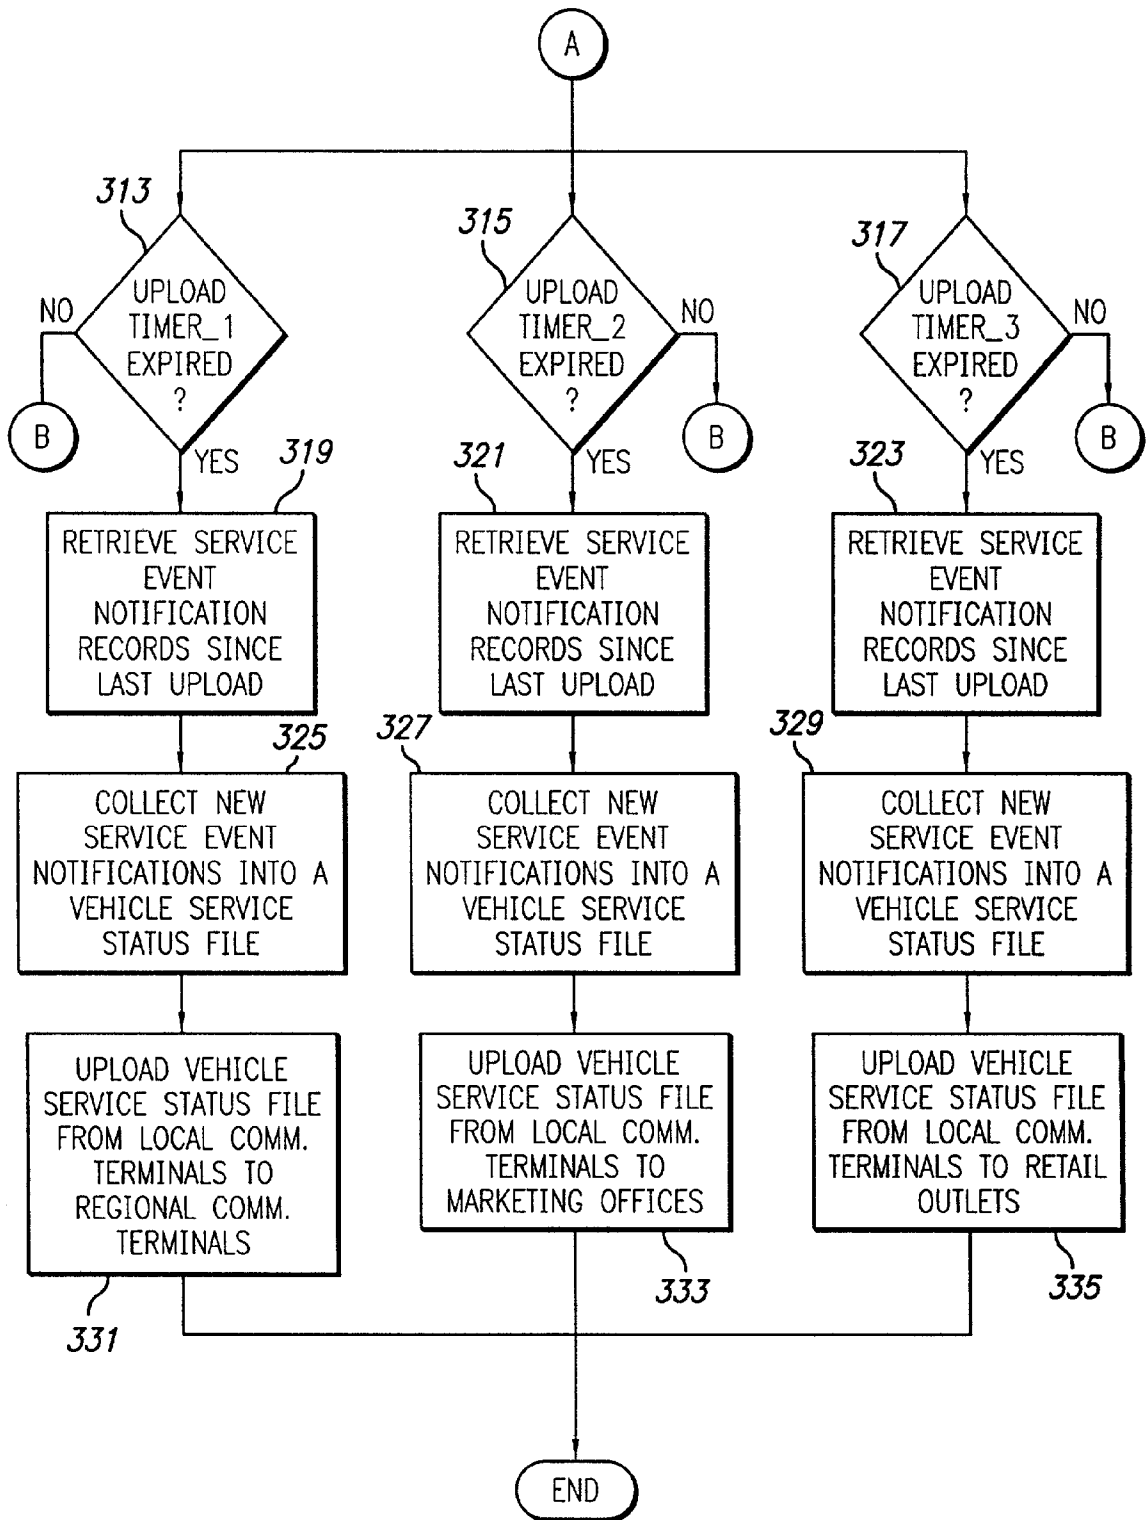 A
313
UPLOAD
TIMER_1
EXPIRED
?
NO
B
YES
315
UPLOAD
TIMER_2
EXPIRED
?
NO
B
YES
317
UPLOAD
TIMER_3
EXPIRED
?
NO
B
YES
319
RETRIEVE SERVICE
EVENT
NOTIFICATION
RECORDS SINCE
LAST UPLOAD
321
RETRIEVE SERVICE
EVENT
NOTIFICATION
RECORDS SINCE
LAST UPLOAD
323
RETRIEVE SERVICE
EVENT
NOTIFICATION
RECORDS SINCE
LAST UPLOAD
325
COLLECT NEW
SERVICE EVENT
NOTIFICATIONS INTO A
VEHICLE SERVICE
STATUS FILE
327
COLLECT NEW
SERVICE EVENT
NOTIFICATIONS INTO A
VEHICLE SERVICE
STATUS FILE
329
COLLECT NEW
SERVICE EVENT
NOTIFICATIONS INTO A
VEHICLE SERVICE
STATUS FILE
UPLOAD VEHICLE
SERVICE STATUS FILE
FROM LOCAL COMM.
TERMINALS TO
REGIONAL COMM.
TERMINALS
331
UPLOAD VEHICLE
SERVICE STATUS FILE
FROM LOCAL COMM.
TERMINALS TO
MARKETING OFFICES
333
UPLOAD VEHICLE
SERVICE STATUS FILE
FROM LOCAL COMM.
TERMINALS TO RETAIL
OUTLETS
335
END